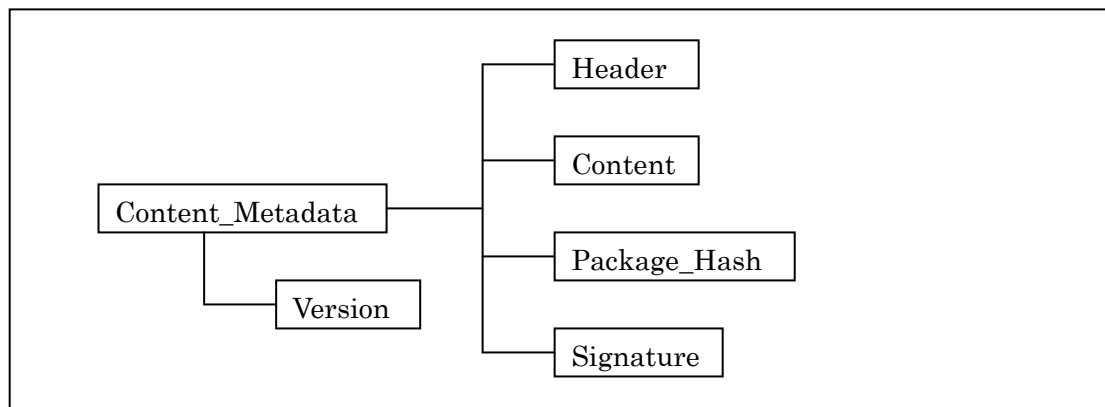 Header
Content
Content_Metadata
Package_Hash
Version
Signature